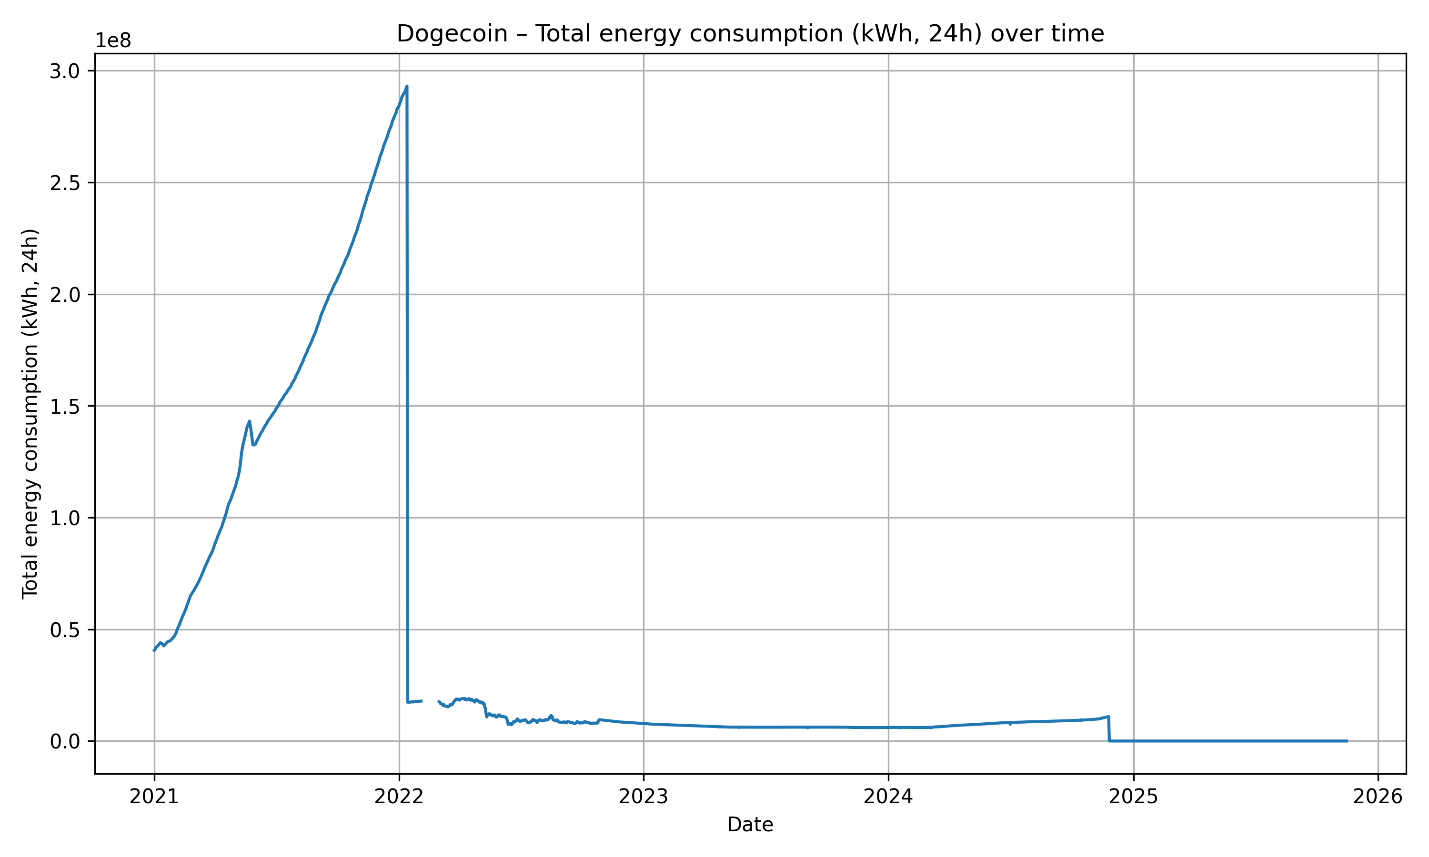 Dogecoin – Total energy consumption (kWh, 24h) over time
1e8
3.0
2.5
2.0
1.5
1.0
0.5
0.0
Total energy consumption (kWh, 24h)
2021 2022 2023 2024 2025 2026
Date